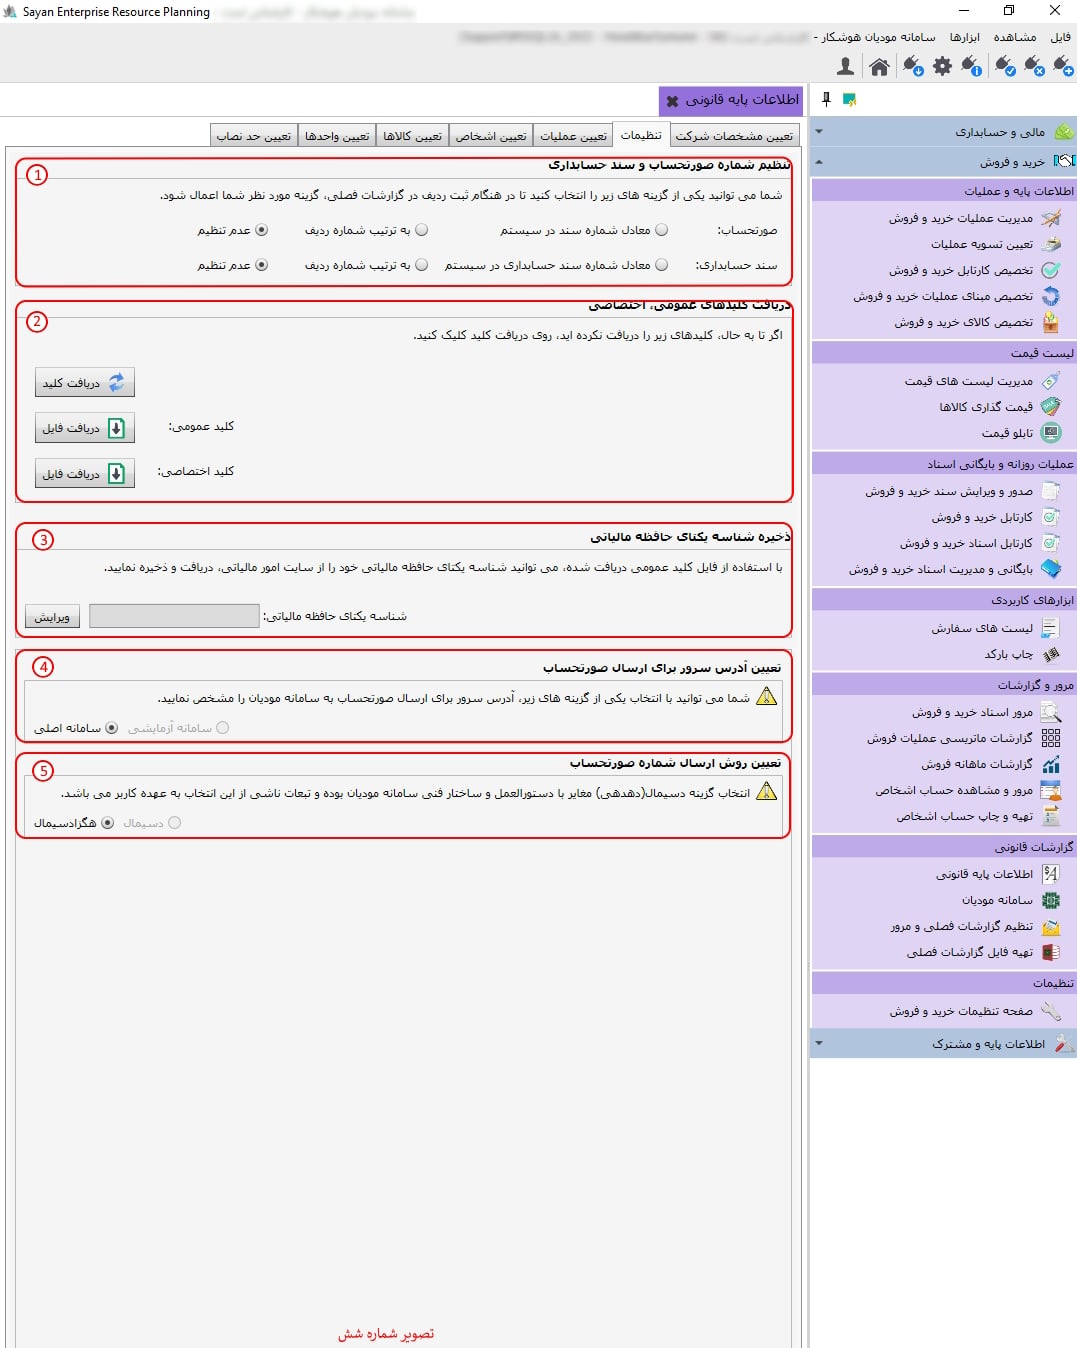 Sayan Enterprise Resource Planning
فایل مشاهده ابزارها سامانه مودیان هوشکار -
اطلاعات پایه قانونی
تعیین مشخصات شرکت تنظیمات تعیین عملیات تعیین اشخاص تعیین کالاها تعیین واحدها تعیین حد نصاب
1
تنظیم شماره صورتحساب و سند حسابداری
شما می توانید یکی از گزینه های زیر را انتخاب کنید تا در هنگام ثبت ردیف در گزارشات فصلی، گزینه مورد نظر شما اعمال شود.
صورتحساب: معادل شماره سند در سیستم به ترتیب شماره ردیف عدم تنظیم
سند حسابداری: معادل شماره سند حسابداری در سیستم به ترتیب شماره ردیف عدم تنظیم
2
دریافت کلیدهای عمومی، اختصاصی
اگر تا به حال، کلیدهای زیر را دریافت نکرده اید، روی دریافت کلید کلیک کنید.
دریافت کلید
کلید عمومی: دریافت فایل
کلید اختصاصی: دریافت فایل
3
ذخیره شناسه یکتای حافظه مالیاتی
با استفاده از فایل کلید عمومی دریافت شده، می توانید شناسه یکتای حافظه مالیاتی خود را از سایت امور مالیاتی، دریافت و ذخیره نمایید.
شناسه یکتای حافظه مالیاتی: ویرایش
4
تعیین آدرس سرور برای ارسال صورتحساب
شما می توانید با انتخاب یکی از گزینه های زیر، آدرس سرور برای ارسال صورتحساب به سامانه مودیان را مشخص نمایید.
سامانه آزمایشی سامانه اصلی
5
تعیین روش ارسال شماره صورتحساب
انتخاب گزینه دسیمال(دهدهی) مغایر با دستورالعمل و ساختار فنی سامانه مودیان بوده و تبعات ناشی از این انتخاب به عهده کاربر می باشد.
دسیمال هگزادسیمال
تصویر شماره شش
مالی و حسابداری
خرید و فروش
اطلاعات پایه و عملیات
مدیریت عملیات خرید و فروش
تعیین تسویه عملیات
تخصیص کارتابل خرید و فروش
تخصیص مبنای عملیات خرید و فروش
تخصیص کالای خرید و فروش
لیست قیمت
مدیریت لیست های قیمت
قیمت گذاری کالاها
تابلو قیمت
عملیات روزانه و بایگانی اسناد
صدور و ویرایش سند خرید و فروش
کارتابل خرید و فروش
کارتابل اسناد خرید و فروش
بایگانی و مدیریت اسناد خرید و فروش
ابزارهای کاربردی
لیست های سفارش
چاپ بارکد
مرور و گزارشات
مرور اسناد خرید و فروش
گزارشات ماتریسی عملیات فروش
گزارشات ماهانه فروش
مرور و مشاهده حساب اشخاص
تهیه و چاپ حساب اشخاص
گزارشات قانونی
اطلاعات پایه قانونی
سامانه مودیان
تنظیم گزارشات فصلی و مرور
تهیه فایل گزارشات فصلی
تنظیمات
صفحه تنظیمات خرید و فروش
اطلاعات پایه و مشترک